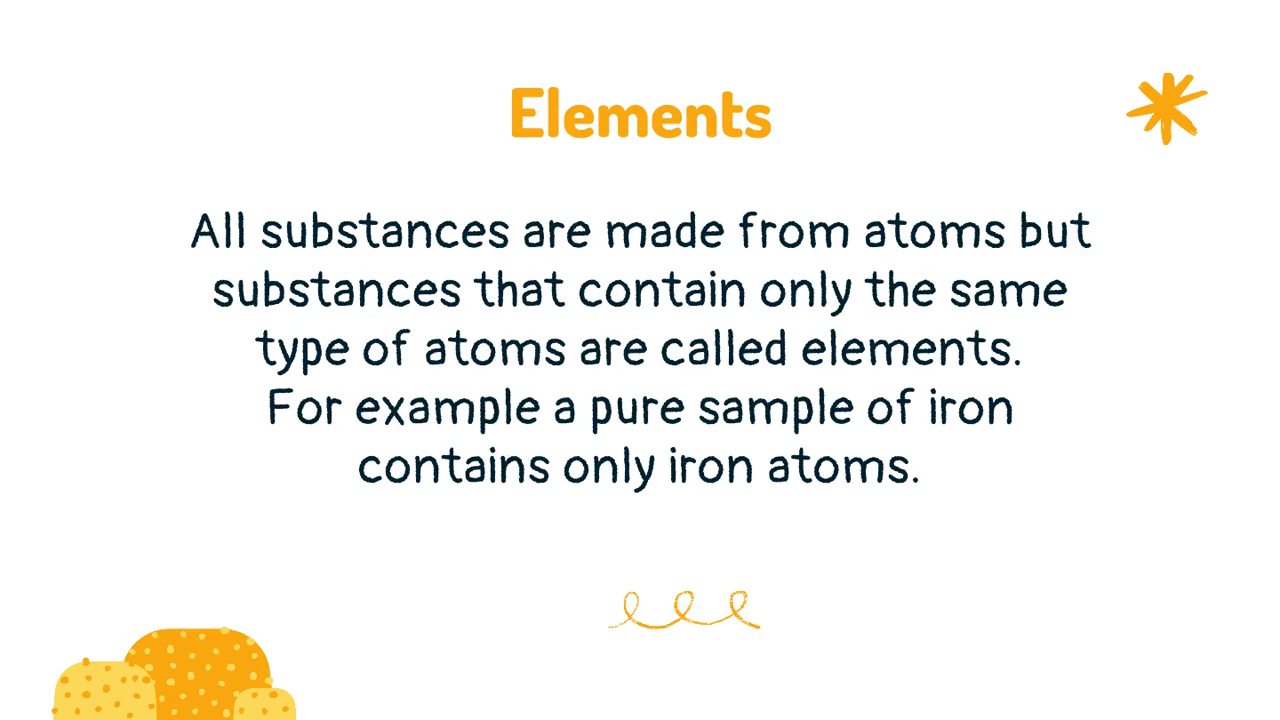 Elements
All substances are made from atoms but
substances that contain only the same
type of atoms are called elements.
For example a pure sample of iron
contains only iron atoms.